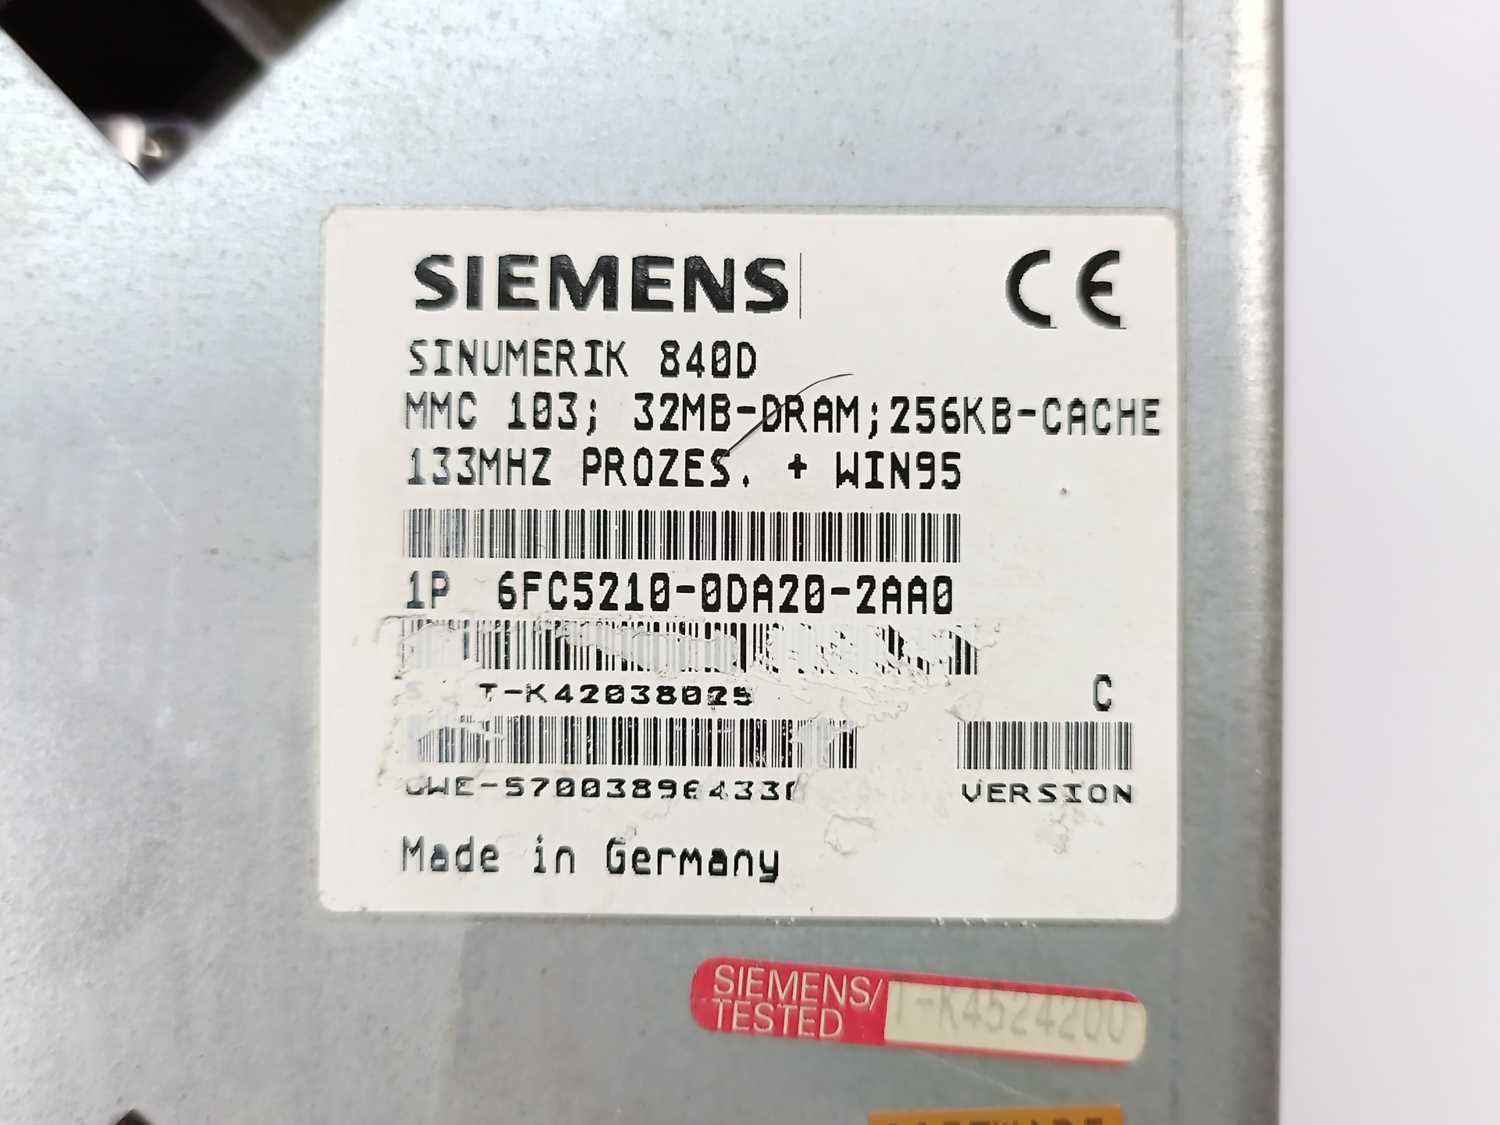 SIEMENS CE
SINUMERIK 840D
MMC 103; 32MB-DRAM;256KB-CACHE
133MHZ PROZES. + WIN95
1P 6FC5210-0DA20-2AA0
T-K42038025
C
VERSION
Made in Germany
SIEMENS/
TESTED
T-K4524200